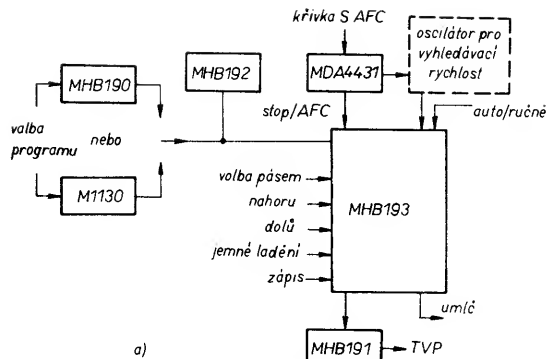 křívka S AFC
oscilátor pro
vyhledávací
rychlost
MHB190
MHB192
MDA4431
valba
programu
nebo
stop/AFC
auto/ručně
M1130
volba pásem
nahoru
dolů
jemné ladění
zápis
MHB193
umlč
MHB191
TVP
a)